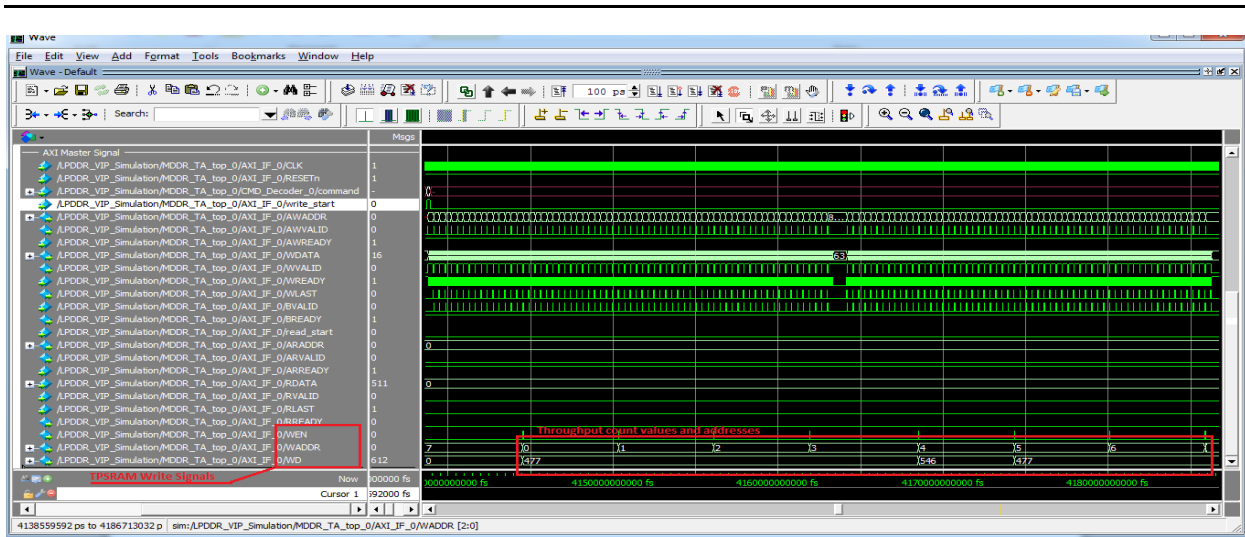 Wave
File Edit View Add Format Tools Bookmarks Window Help
Wave - Default
100 ps
Search:
Msgs
AXI Master Signal
/LPDDR_VIP_Simulation/MDDR_TA_top_0/AXI_IF_0/CLK 1
/LPDDR_VIP_Simulation/MDDR_TA_top_0/AXI_IF_0/RESETn 1
/LPDDR_VIP_Simulation/MDDR_TA_top_0/CMD_Decoder_0/command -
/LPDDR_VIP_Simulation/MDDR_TA_top_0/AXI_IF_0/write_start 0
/LPDDR_VIP_Simulation/MDDR_TA_top_0/AXI_IF_0/AWADDR 0 8...
/LPDDR_VIP_Simulation/MDDR_TA_top_0/AXI_IF_0/AWVALID 0
/LPDDR_VIP_Simulation/MDDR_TA_top_0/AXI_IF_0/AWREADY 1
/LPDDR_VIP_Simulation/MDDR_TA_top_0/AXI_IF_0/WDATA 16 63
/LPDDR_VIP_Simulation/MDDR_TA_top_0/AXI_IF_0/WVALID 0
/LPDDR_VIP_Simulation/MDDR_TA_top_0/AXI_IF_0/WREADY 1
/LPDDR_VIP_Simulation/MDDR_TA_top_0/AXI_IF_0/WLAST 0
/LPDDR_VIP_Simulation/MDDR_TA_top_0/AXI_IF_0/BVALID 0
/LPDDR_VIP_Simulation/MDDR_TA_top_0/AXI_IF_0/BREADY 1
/LPDDR_VIP_Simulation/MDDR_TA_top_0/AXI_IF_0/read_start 0
/LPDDR_VIP_Simulation/MDDR_TA_top_0/AXI_IF_0/ARADDR 0 0
/LPDDR_VIP_Simulation/MDDR_TA_top_0/AXI_IF_0/ARVALID 0
/LPDDR_VIP_Simulation/MDDR_TA_top_0/AXI_IF_0/ARREADY 1
/LPDDR_VIP_Simulation/MDDR_TA_top_0/AXI_IF_0/RDATA 511 0
/LPDDR_VIP_Simulation/MDDR_TA_top_0/AXI_IF_0/RVALID 0
/LPDDR_VIP_Simulation/MDDR_TA_top_0/AXI_IF_0/RLAST 1
/LPDDR_VIP_Simulation/MDDR_TA_top_0/AXI_IF_0/RREADY 0
Throughput count values and addresses
/LPDDR_VIP_Simulation/MDDR_TA_top_0/AXI_IF_0/WEN 0
/LPDDR_VIP_Simulation/MDDR_TA_top_0/AXI_IF_0/WADDR 0 7 0 1 2 3 4 5 6
/LPDDR_VIP_Simulation/MDDR_TA_top_0/AXI_IF_0/WD 612 0 477 546 477
TPSRAM Write Signals
Now 00000 fs 4150000000000 fs 4160000000000 fs 4170000000000 fs 4180000000000 fs
Cursor 1 592000 fs
4138559592 ps to 4186713032 p sim:/LPDDR_VIP_Simulation/MDDR_TA_top_0/AXI_IF_0/WADDR [2:0]